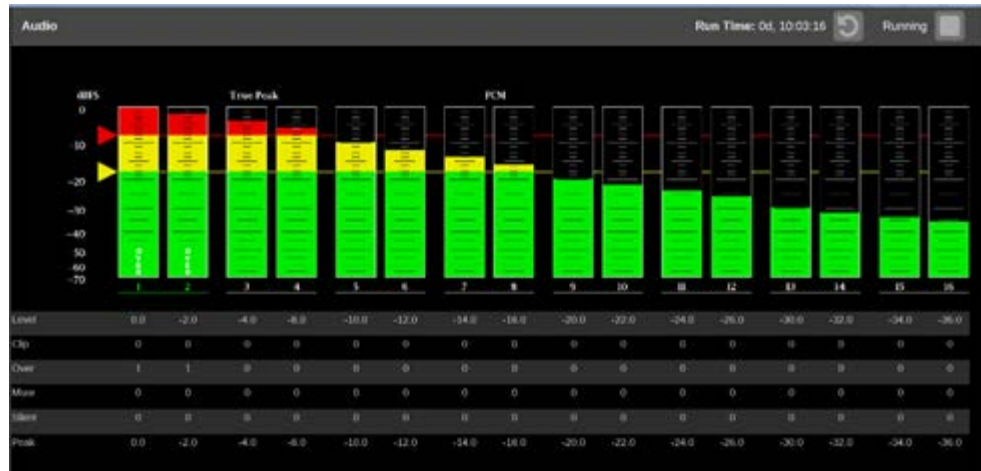 Audio Run Time: 0d, 10:03:16 Running
dBFS True Peak PCM
0
-10
-20
-30
-40
50
-60
-70
1 2 3 4 5 6 7 8 9 10 11 12 13 14 15 16
Level 0.0 -2.0 -4.0 -6.0 -10.0 -12.0 -14.0 -16.0 -20.0 -22.0 -24.0 -26.0 -30.0 -32.0 -34.0 -36.0
Clip 0 0 0 0 0 0 0 0 0 0 0 0 0 0 0 0
Over 1 1 0 0 0 0 0 0 0 0 0 0 0 0 0 0
Mute 0 0 0 0 0 0 0 0 0 0 0 0 0 0 0 0
Silent 0 0 0 0 0 0 0 0 0 0 0 0 0 0 0 0
Peak 0.0 -2.0 -4.0 -6.0 -10.0 -12.0 -14.0 -16.0 -20.0 -22.0 -24.0 -26.0 -30.0 -32.0 -34.0 -36.0